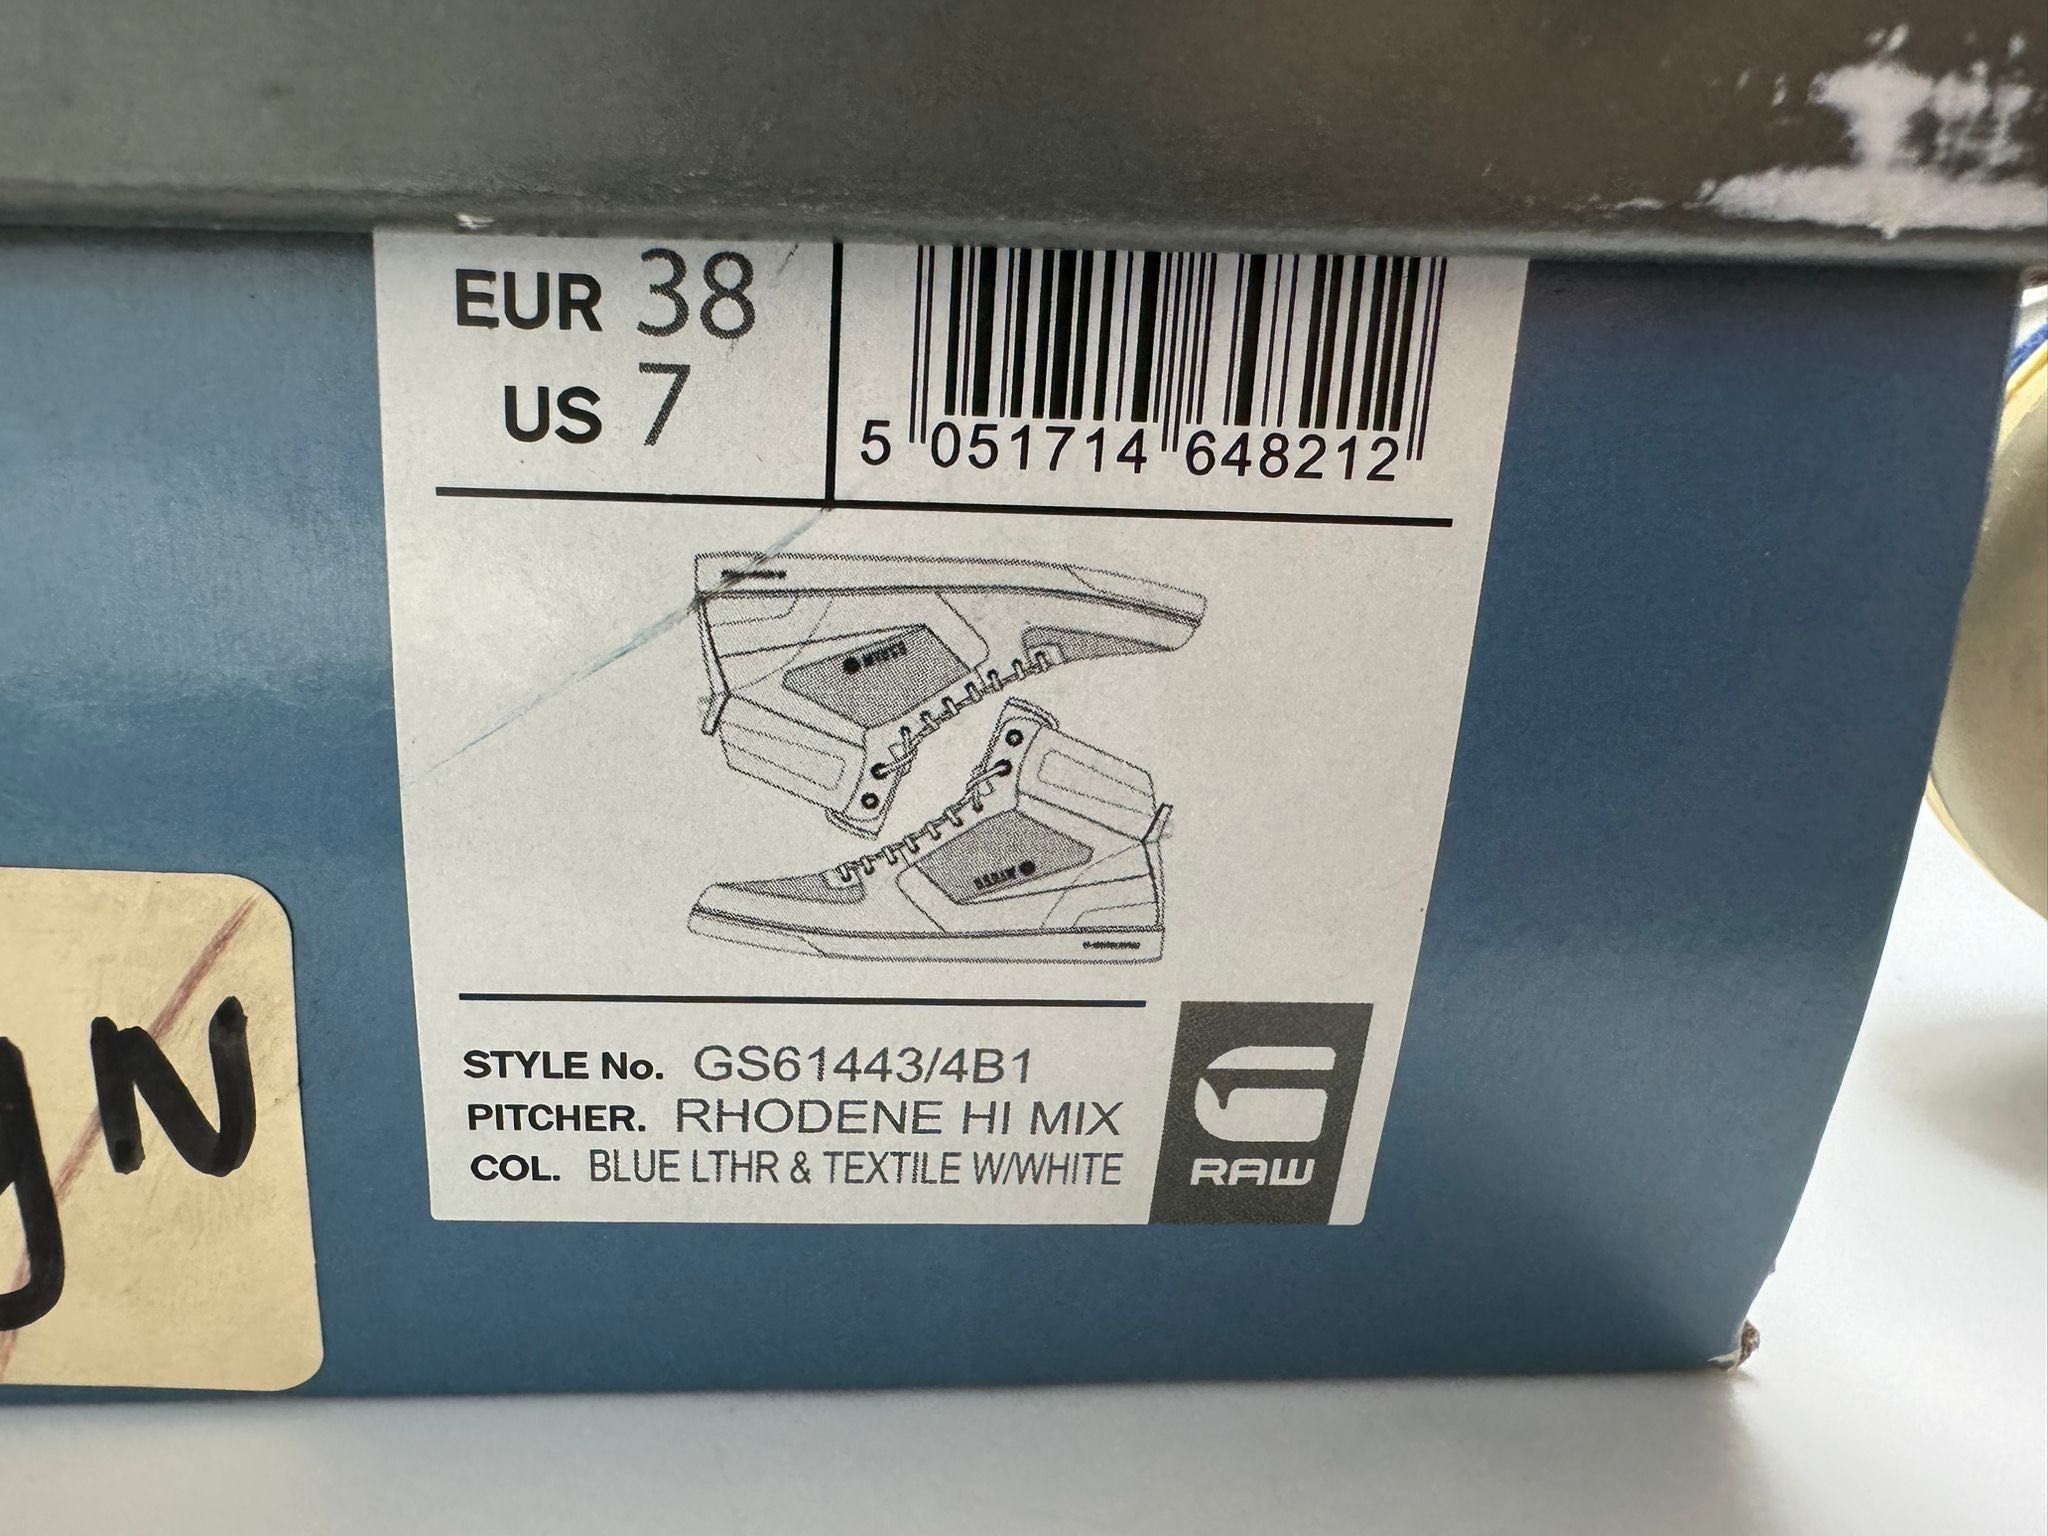 EUR 38
US 7
5 051714 648212
STYLE No. GS61443/4B1
PITCHER. RHODENE HI MIX
COL. BLUE LTHR & TEXTILE W/WHITE
RAW